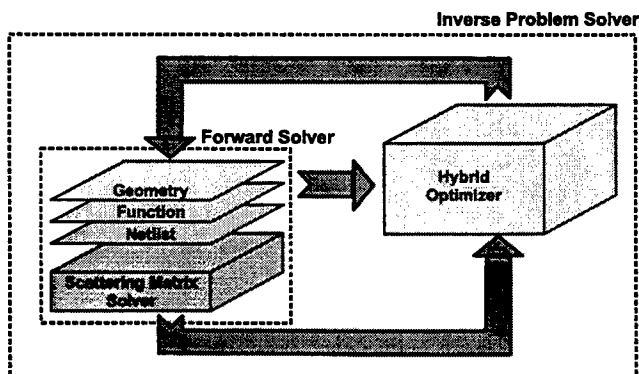 Inverse Problem Solver
Forward Solver
Geometry
Function
Netlist
Scattering Matrix
Solver
Hybrid
Optimizer